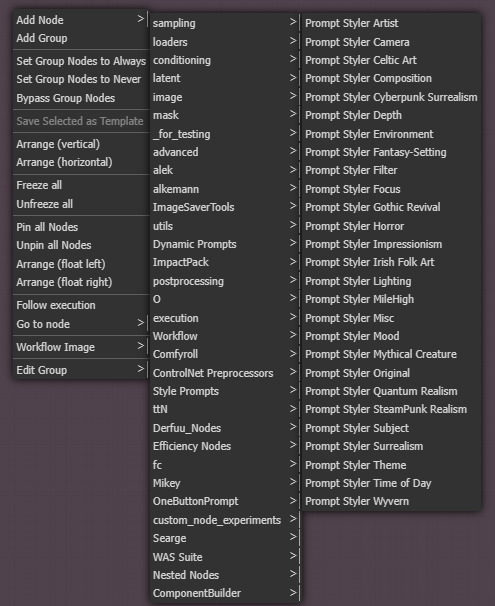 Add Node >
Add Group
Set Group Nodes to Always
Set Group Nodes to Never
Bypass Group Nodes
Save Selected as Template
Arrange (vertical)
Arrange (horizontal)
Freeze all
Unfreeze all
Pin all Nodes
Unpin all Nodes
Arrange (float left)
Arrange (float right)
Follow execution
Go to node >
Workflow Image >
Edit Group >
sampling >
loaders >
conditioning >
latent >
image >
mask >
_for_testing >
advanced >
alek >
alkemann >
ImageSaverTools >
utils >
Dynamic Prompts >
ImpactPack >
postprocessing >
O >
execution >
Workflow >
Comfyroll >
ControlNet Preprocessors >
Style Prompts >
ttN >
Derfuu_Nodes >
Efficiency Nodes >
fc >
Mikey >
OneButtonPrompt >
custom_node_experiments >
Searge >
WAS Suite >
Nested Nodes >
ComponentBuilder >
Prompt Styler Artist
Prompt Styler Camera
Prompt Styler Celtic Art
Prompt Styler Composition
Prompt Styler Cyberpunk Surrealism
Prompt Styler Depth
Prompt Styler Environment
Prompt Styler Fantasy-Setting
Prompt Styler Filter
Prompt Styler Focus
Prompt Styler Gothic Revival
Prompt Styler Horror
Prompt Styler Impressionism
Prompt Styler Irish Folk Art
Prompt Styler Lighting
Prompt Styler MileHigh
Prompt Styler Misc
Prompt Styler Mood
Prompt Styler Mythical Creature
Prompt Styler Original
Prompt Styler Quantum Realism
Prompt Styler SteamPunk Realism
Prompt Styler Subject
Prompt Styler Surrealism
Prompt Styler Theme
Prompt Styler Time of Day
Prompt Styler Wyvern